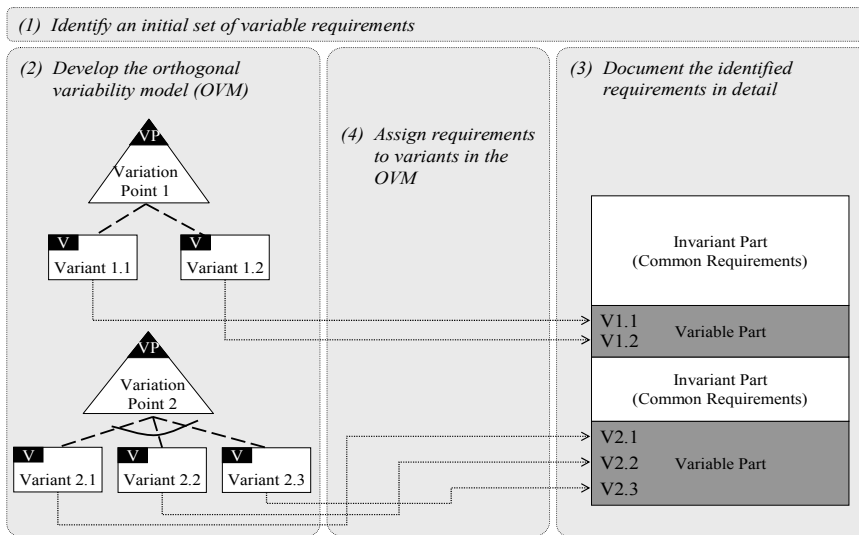 (1) Identify an initial set of variable requirements
(2) Develop the orthogonal
variability model (OVM)
VP
Variation
Point 1
V
Variant 1.1
V
Variant 1.2
VP
Variation
Point 2
V
Variant 2.1
V
Variant 2.2
V
Variant 2.3
(4) Assign requirements
to variants in the
OVM
(3) Document the identified
requirements in detail
Invariant Part
(Common Requirements)
V1.1
V1.2
Variable Part
Invariant Part
(Common Requirements)
V2.1
V2.2
Variable Part
V2.3